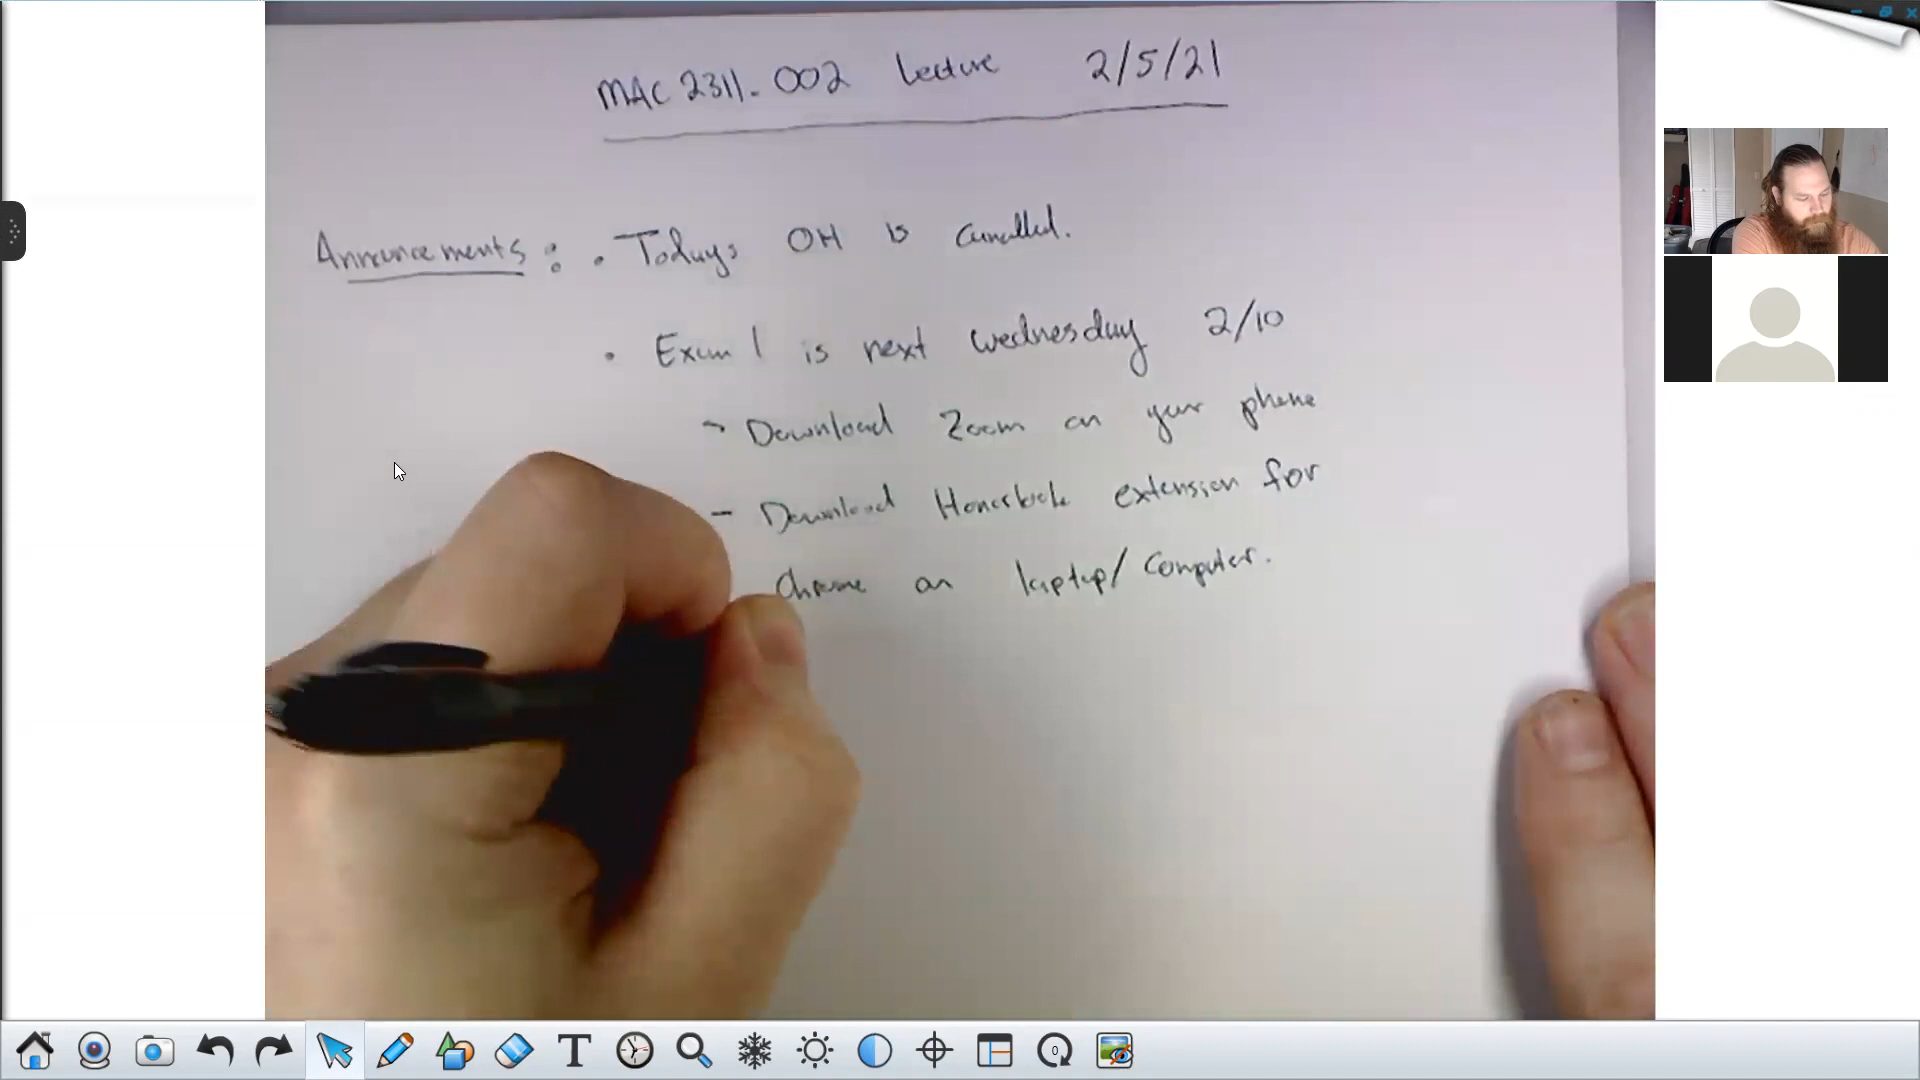 MAC 2311.002 Lecture 2/5/21
Announcements: • Todays OH is cancelled.
• Exam 1 is next wednesday 2/10
- Download Zoom on your phone
- Download Honorlock extension for
Chrome on laptop/computer.
T
0